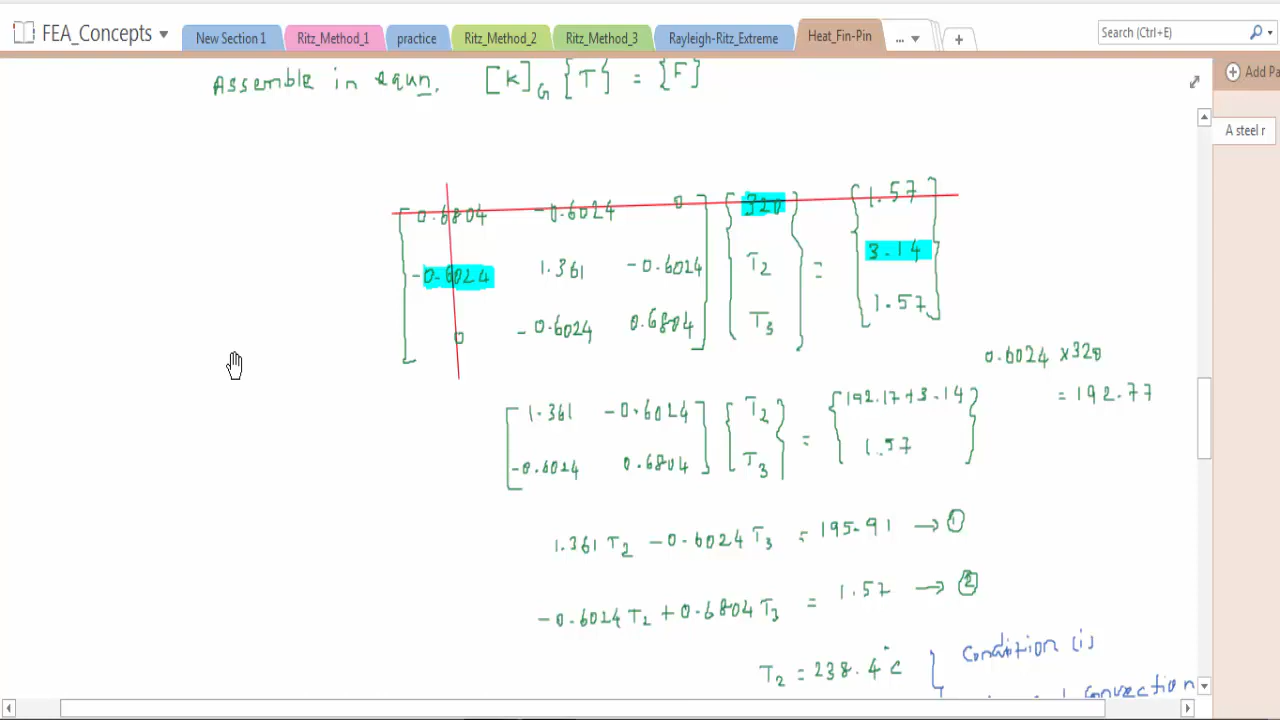 FEA_Concepts
New Section 1 Ritz_Method_1 practice Ritz_Method_2 Ritz_Method_3 Rayleigh-Ritz_Extreme Heat_Fin-Pin ... +
Search (Ctrl+E)
Add Pa
A steel r
Assemble in equn. [K]G {T} = {F}
[0.6804 -0.6024 0] {320} {1.57}
[-0.6024 1.361 -0.6024] {T2} = {3.14}
[0 -0.6024 0.6804] {T3} {1.57}
0.6024 x 320
= 192.77
[1.361 -0.6024] {T2} = {192.17+3.14}
[-0.6024 0.6804] {T3} {1.57}
1.361 T2 - 0.6024 T3 = 195.91 → ①
-0.6024 T2 + 0.6804 T3 = 1.57 → ②
T2 = 238.4°C
Condition (is
convection